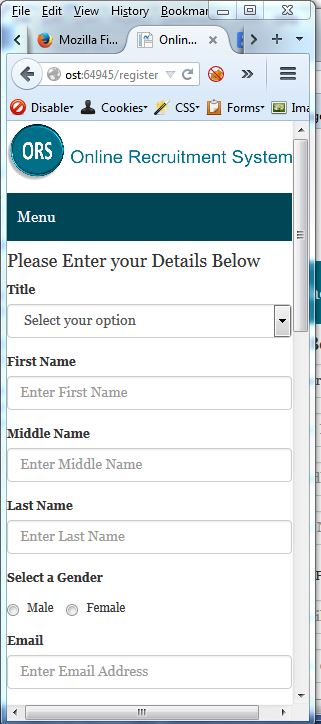 File Edit View History Bookmark
Mozilla Fi... Onlin...
ost:64945/register
Disable Cookies CSS Forms Ima
ORS Online Recruitment System
Menu
Please Enter your Details Below
Title
Select your option
First Name
Enter First Name
Middle Name
Enter Middle Name
Last Name
Enter Last Name
Select a Gender
Male Female
Email
Enter Email Address